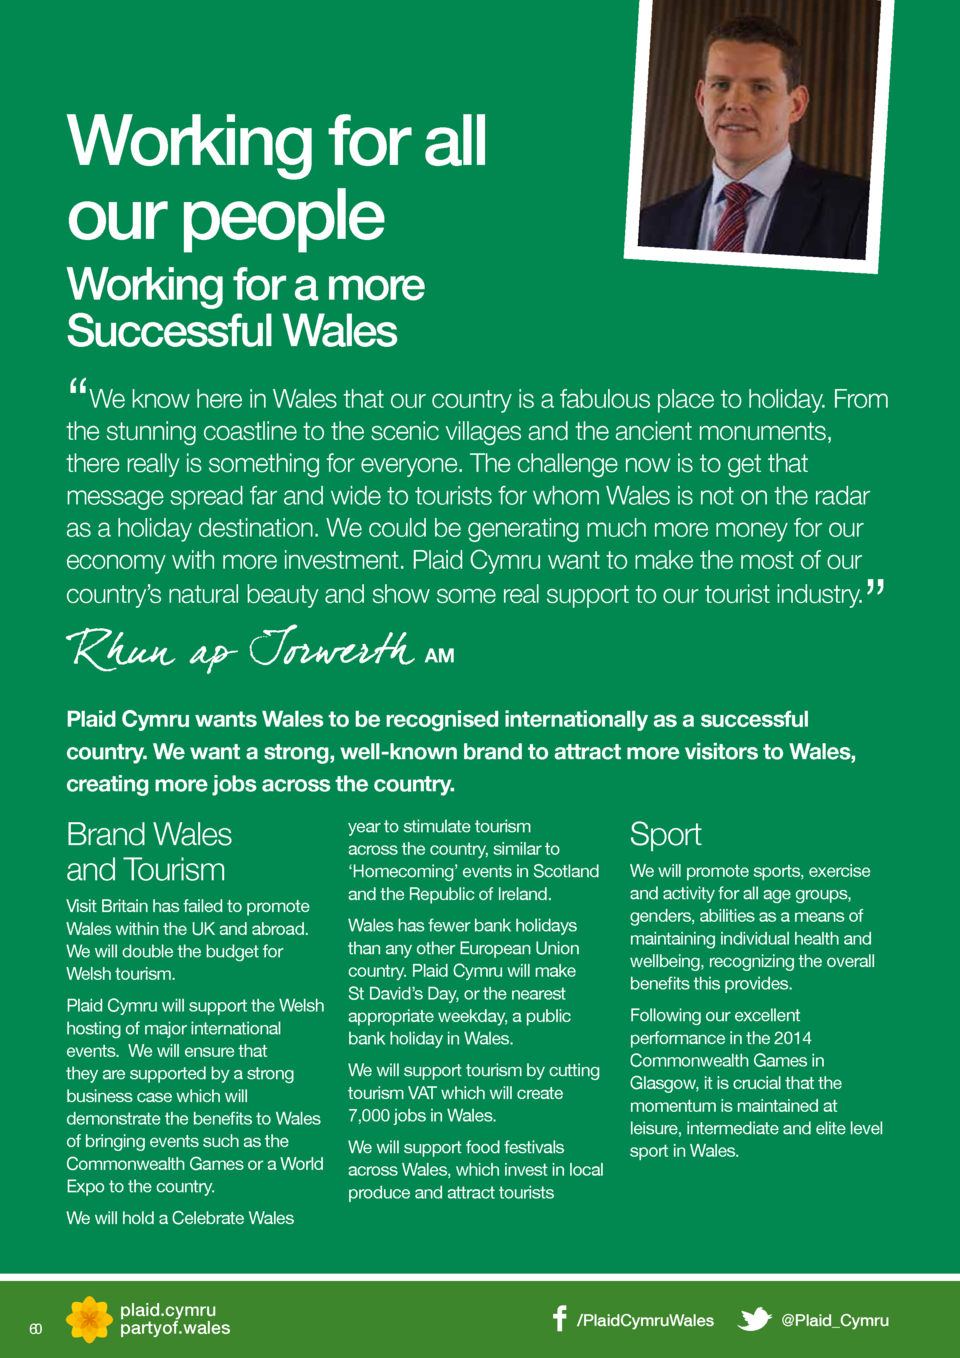 Working for all
our people
Working for a more
Successful Wales
“We know here in Wales that our country is a fabulous place to holiday. From
the stunning coastline to the scenic villages and the ancient monuments,
there really is something for everyone. The challenge now is to get that
message spread far and wide to tourists for whom Wales is not on the radar
as a holiday destination. We could be generating much more money for our
economy with more investment. Plaid Cymru want to make the most of our
country’s natural beauty and show some real support to our tourist industry.”
Rhun ap Iorwerth AM
Plaid Cymru wants Wales to be recognised internationally as a successful
country. We want a strong, well-known brand to attract more visitors to Wales,
creating more jobs across the country.
Brand Wales
and Tourism
Visit Britain has failed to promote
Wales within the UK and abroad.
We will double the budget for
Welsh tourism.
Plaid Cymru will support the Welsh
hosting of major international
events.  We will ensure that
they are supported by a strong
business case which will
demonstrate the benefits to Wales
of bringing events such as the
Commonwealth Games or a World
Expo to the country.
We will hold a Celebrate Wales
year to stimulate tourism
across the country, similar to
‘Homecoming’ events in Scotland
and the Republic of Ireland.
Wales has fewer bank holidays
than any other European Union
country. Plaid Cymru will make
St David’s Day, or the nearest
appropriate weekday, a public
bank holiday in Wales.
We will support tourism by cutting
tourism VAT which will create
7,000 jobs in Wales.
We will support food festivals
across Wales, which invest in local
produce and attract tourists
Sport
We will promote sports, exercise
and activity for all age groups,
genders, abilities as a means of
maintaining individual health and
wellbeing, recognizing the overall
benefits this provides.
Following our excellent
performance in the 2014
Commonwealth Games in
Glasgow, it is crucial that the
momentum is maintained at
leisure, intermediate and elite level
sport in Wales.
60
plaid.cymru
partyof.wales
/PlaidCymruWales
@Plaid_Cymru